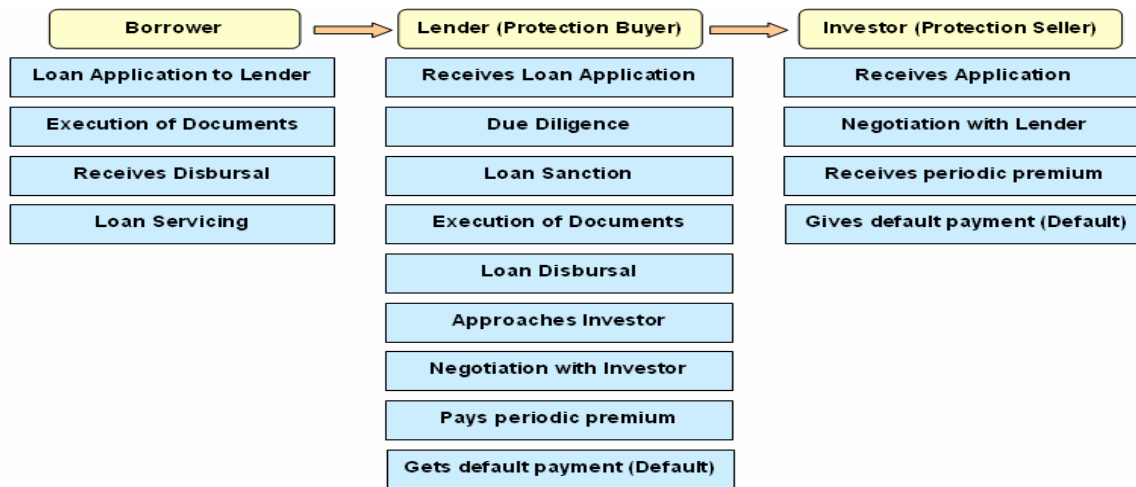 Borrower
Lender (Protection Buyer)
Investor (Protection Seller)
Loan Application to Lender
Execution of Documents
Receives Disbursal
Loan Servicing
Receives Loan Application
Due Diligence
Loan Sanction
Execution of Documents
Loan Disbursal
Approaches Investor
Negotiation with Investor
Pays periodic premium
Gets default payment (Default)
Receives Application
Negotiation with Lender
Receives periodic premium
Gives default payment (Default)